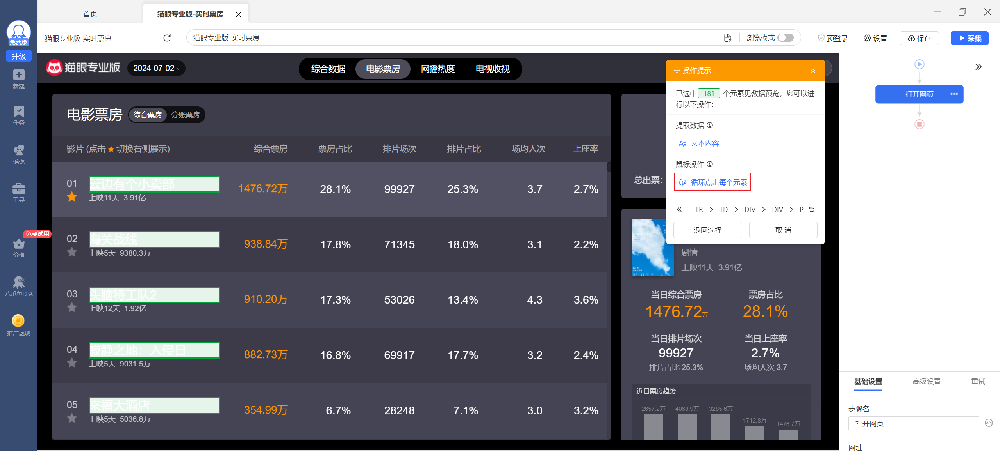 首页
猫眼专业版-实时票房
猫眼专业版-实时票房
猫眼专业版-实时票房
浏览模式
预登录
设置
保存
采集
免费版
升级
新建
任务
模板
工具
免费试用
价格
八爪鱼RPA
推广返现
猫眼专业版
2024-07-02
综合数据
电影票房
网播热度
电视收视
电影票房
综合票房
分账票房
影片 (点击 切换右侧展示)
综合票房
票房占比
排片场次
排片占比
场均人次
上座率
01
云边有个小卖部
上映11天 3.91亿
1476.72万
28.1%
99927
25.3%
3.7
2.7%
02
海关战线
上映5天 9380.3万
938.84万
17.8%
71345
18.0%
3.1
2.2%
03
头脑特工队2
上映12天 1.92亿
910.20万
17.3%
53026
13.4%
4.3
3.6%
04
寂静之地：入侵日
上映5天 9031.5万
882.73万
16.8%
69917
17.7%
3.2
2.4%
05
来福大酒店
上映5天 5036.8万
354.99万
6.7%
28248
7.1%
3.0
3.2%
总出票：
操作提示
已选中 181 个元素见数据预览，您可以进
行以下操作：
提取数据
文本内容
鼠标操作
循环点击每个元素
TR > TD > DIV > DIV > P
返回选择
取 消
剧情
上映11天 3.91亿
当日综合票房
1476.72万
票房占比
28.1%
当日排片场次
99927
排片占比 25.3%
当日上座率
2.7%
场均人次 3.7
近日票房趋势
2657.2万
4068.9万
3285.6万
1712.8万
1476.7万
打开网页
基础设置
高级设置
重试
步骤名
打开网页
API
网址